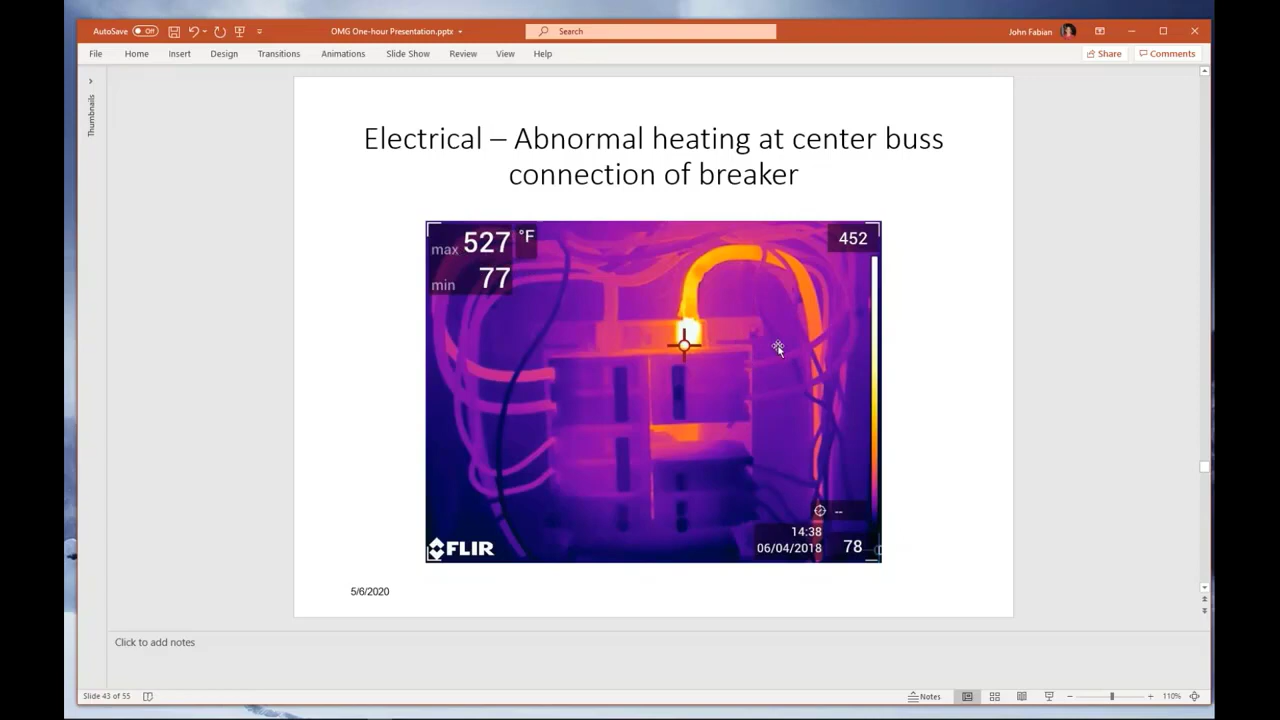 AutoSave Off
OMG One-hour Presentation.pptx
Search
John Fabian
File Home Insert Design Transitions Animations Slide Show Review View Help
Share Comments
Thumbnails
Electrical – Abnormal heating at center buss
connection of breaker
max 527 °F
min 77
452
--
14:38
06/04/2018
78
FLIR
5/6/2020
Click to add notes
Slide 43 of 55
Notes
110%